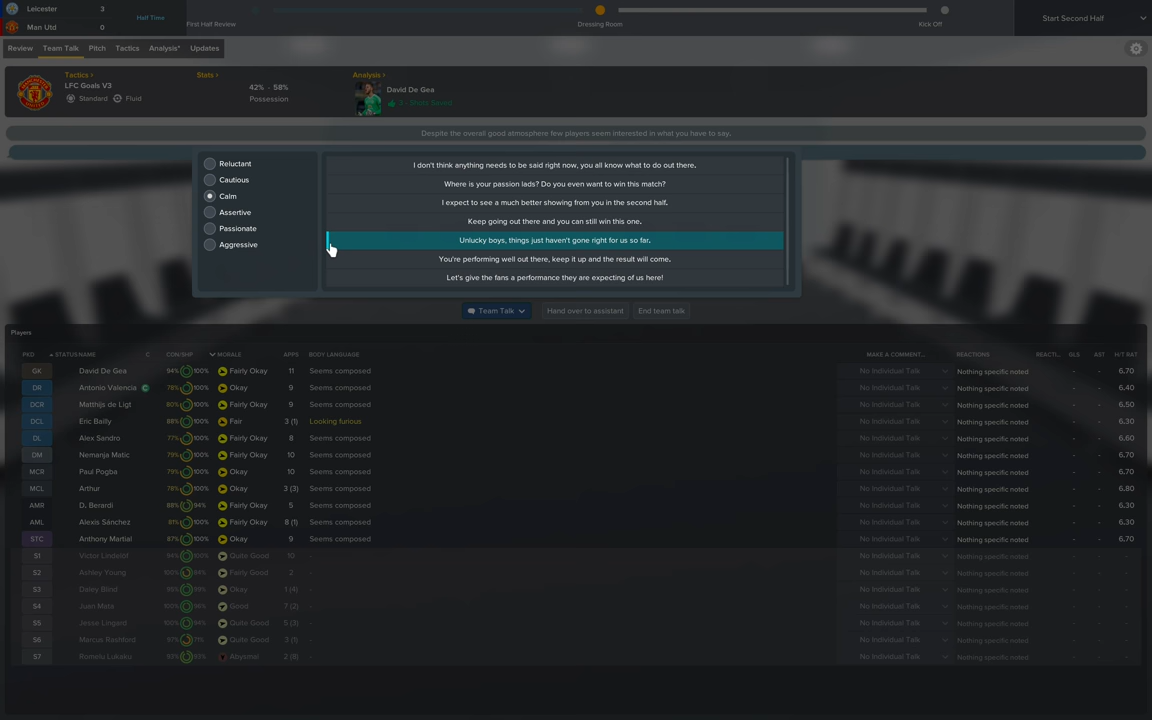 Leicester 3
Man Utd 0
Half Time
First Half Review
Dressing Room
Kick Off
Start Second Half
Review Team Talk Pitch Tactics Analysis* Updates
Tactics >
LFC Goals V3
Standard Fluid
Stats >
42% - 58%
Possession
Analysis >
David De Gea
Despite the overall good atmosphere few players seem interested in what you have to say.
Reluctant
Cautious
Calm
Assertive
Passionate
Aggressive
I don't think anything needs to be said right now, you all know what to do out there.
Where is your passion lads? Do you even want to win this match?
I expect to see a much better showing from you in the second half.
Keep going out there and you can still win this one.
Unlucky boys, things just haven't gone right for us so far.
You're performing well out there, keep it up and the result will come.
Let's give the fans a performance they are expecting of us here!
Team Talk Hand over to assistant End team talk
Players
PKD STATUS NAME C CON/SHP MORALE APPS BODY LANGUAGE MAKE A COMMENT... REACTIONS REACTI... GLS AST H/T RAT
GK David De Gea 94% 100% Fairly Okay 11 Seems composed No Individual Talk Nothing specific noted - - 6.70
DR Antonio Valencia C 78% 100% Okay 9 Seems composed No Individual Talk Nothing specific noted - - 6.40
DCR Matthijs de Ligt 80% 100% Fairly Okay 9 Seems composed No Individual Talk Nothing specific noted - - 6.50
DCL Eric Bailly 88% 100% Fair 3 (1) Looking furious No Individual Talk Nothing specific noted - - 6.30
DL Alex Sandro 77% 100% Fairly Okay 8 Seems composed No Individual Talk Nothing specific noted - - 6.60
DM Nemanja Matic 79% 100% Fairly Okay 10 Seems composed No Individual Talk Nothing specific noted - - 6.70
MCR Paul Pogba 79% 100% Okay 10 Seems composed No Individual Talk Nothing specific noted - - 6.70
MCL Arthur 78% 100% Okay 3 (3) Seems composed No Individual Talk Nothing specific noted - - 6.80
AMR D. Berardi 88% 94% Fairly Okay 5 Seems composed No Individual Talk Nothing specific noted - - 6.30
AML Alexis Sánchez 81% 100% Fairly Okay 8 (1) Seems composed No Individual Talk Nothing specific noted - - 6.30
STC Anthony Martial 87% 100% Okay 9 Seems composed No Individual Talk Nothing specific noted - - 6.70
S1 Victor Lindelöf 94% 100% Quite Good 10 - No Individual Talk Nothing specific noted - - -
S2 Ashley Young Fairly Good 2 - No Individual Talk Nothing specific noted - - -
S3 Daley Blind Okay 1 (4) - No Individual Talk Nothing specific noted - - -
S4 Juan Mata Good 7 (2) - No Individual Talk Nothing specific noted - - -
S5 Jesse Lingard Quite Good 5 (3) - No Individual Talk Nothing specific noted - - -
S6 Marcus Rashford Quite Good 3 (1) - No Individual Talk Nothing specific noted - - -
S7 Romelu Lukaku Abysmal - No Individual Talk Nothing specific noted - - -